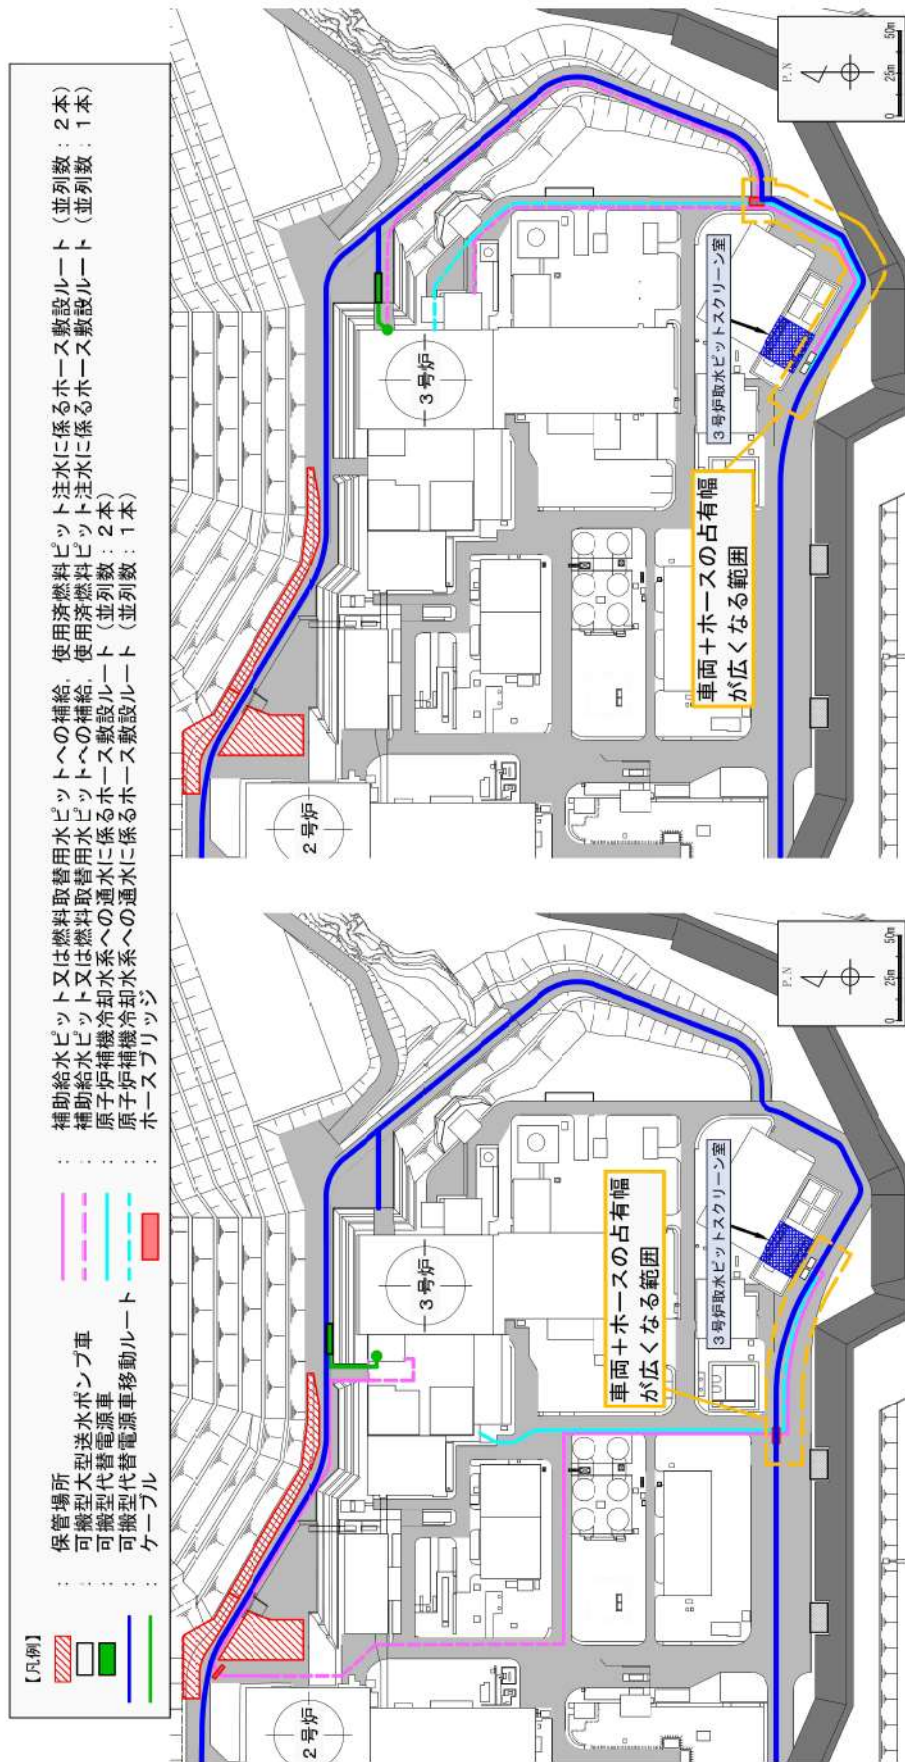 【凡例】
： 保管場所
： 可搬型大型送水ポンプ車
： 可搬型代替電源車
： 可搬型代替電源車移動ルート
： ケーブル
： 補助給水ピット又は燃料取替用水ピットへの補給，使用済燃料ピット注水に係るホース敷設ルート（並列数：２本）
： 補助給水ピット又は燃料取替用水ピットへの補給，使用済燃料ピット注水に係るホース敷設ルート（並列数：１本）
： 原子炉補機冷却水系への通水に係るホース敷設ルート（並列数：２本）
： 原子炉補機冷却水系への通水に係るホース敷設ルート（並列数：１本）
： ホースブリッジ
２号炉
３号炉
車両＋ホースの占有幅
が広くなる範囲
３号炉取水ピットスクリーン室
P.N
0 25m 50m
２号炉
３号炉
車両＋ホースの占有幅
が広くなる範囲
３号炉取水ピットスクリーン室
P.N
0 25m 50m